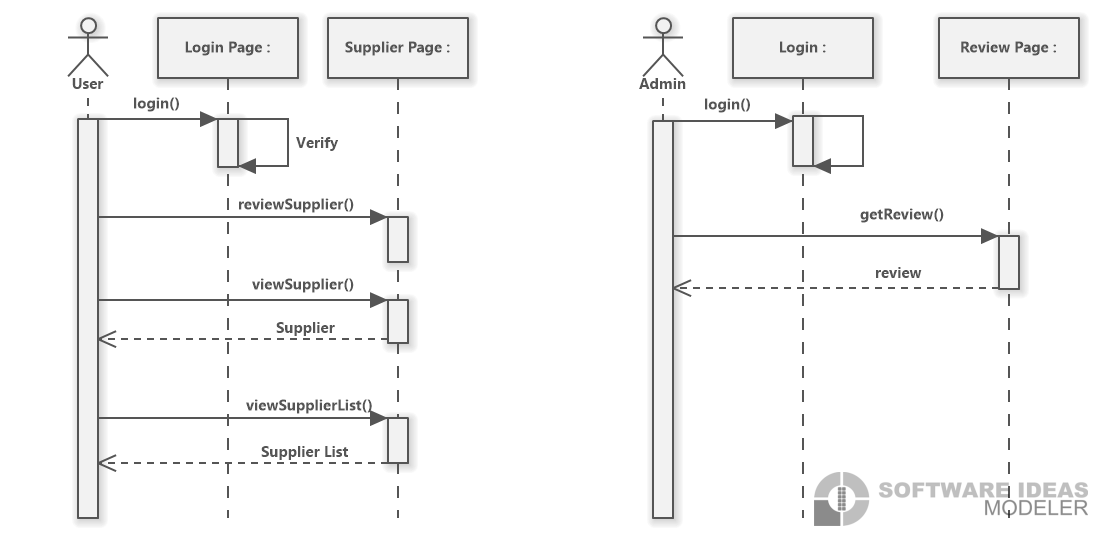 Login Page :
Supplier Page :
User
login()
Verify
reviewSupplier()
viewSupplier()
Supplier
viewSupplierList()
Supplier List
Login :
Review Page :
Admin
login()
getReview()
review
SOFTWARE IDEAS
MODELER